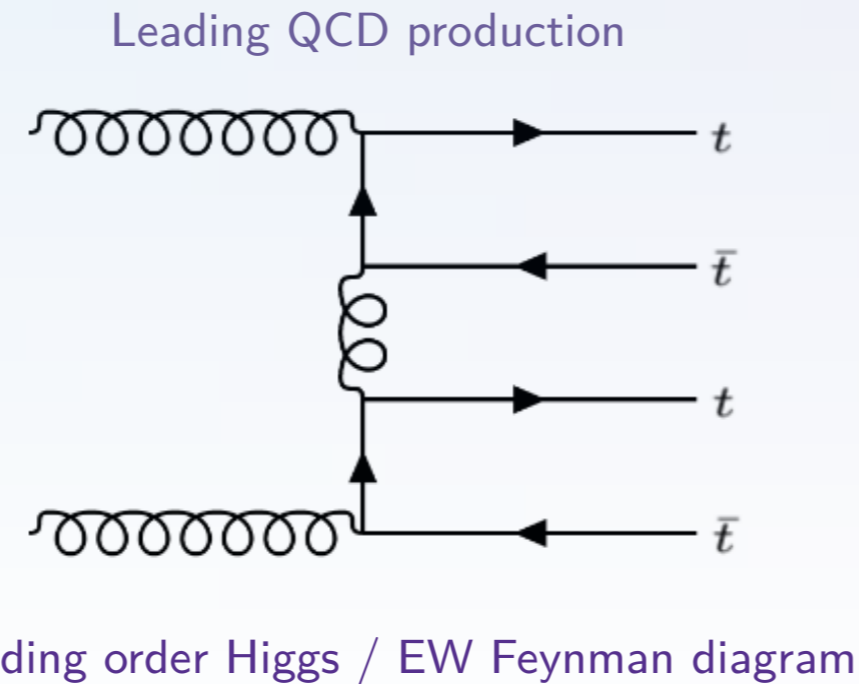 Leading QCD production
t
t̄
t
t̄
ding order Higgs / EW Feynman diagram